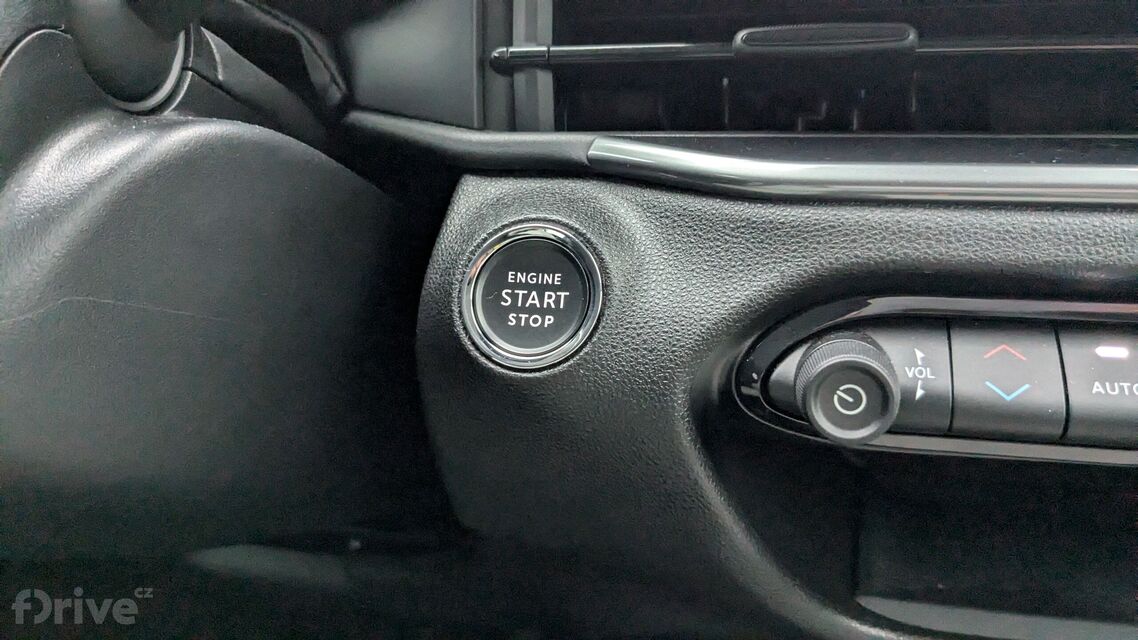 ENGINE
START
STOP
VOL
AUTO
fDrive.cz